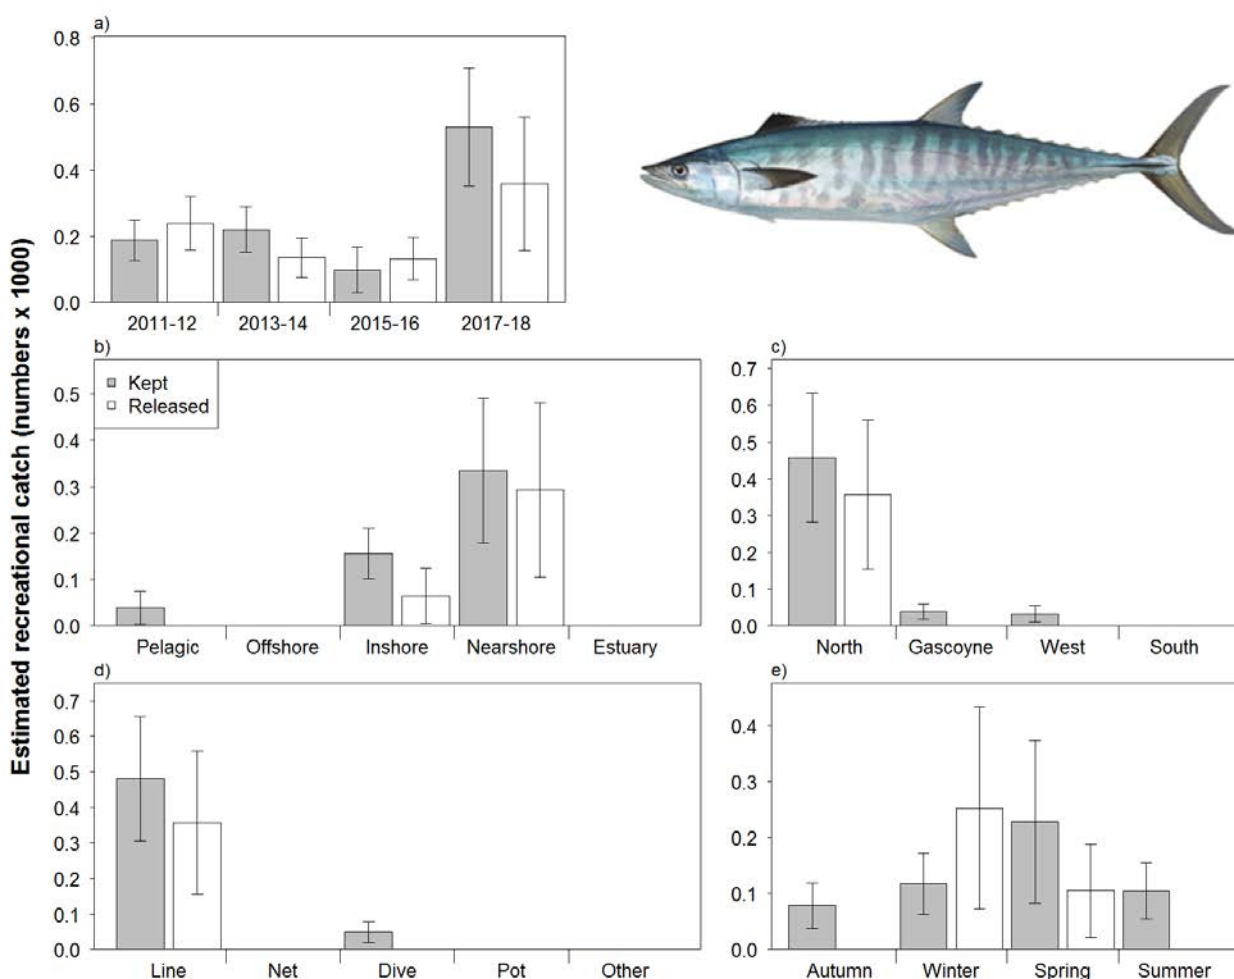 Estimated recreational catch (numbers x 1000)
a)
0.8
0.6
0.4
0.2
0.0
2011-12 2013-14 2015-16 2017-18
b)
Kept
Released
0.5
0.4
0.3
0.2
0.1
0.0
Pelagic Offshore Inshore Nearshore Estuary
c)
0.7
0.6
0.5
0.4
0.3
0.2
0.1
0.0
North Gascoyne West South
d)
0.7
0.6
0.5
0.4
0.3
0.2
0.1
0.0
Line Net Dive Pot Other
e)
0.4
0.3
0.2
0.1
0.0
Autumn Winter Spring Summer